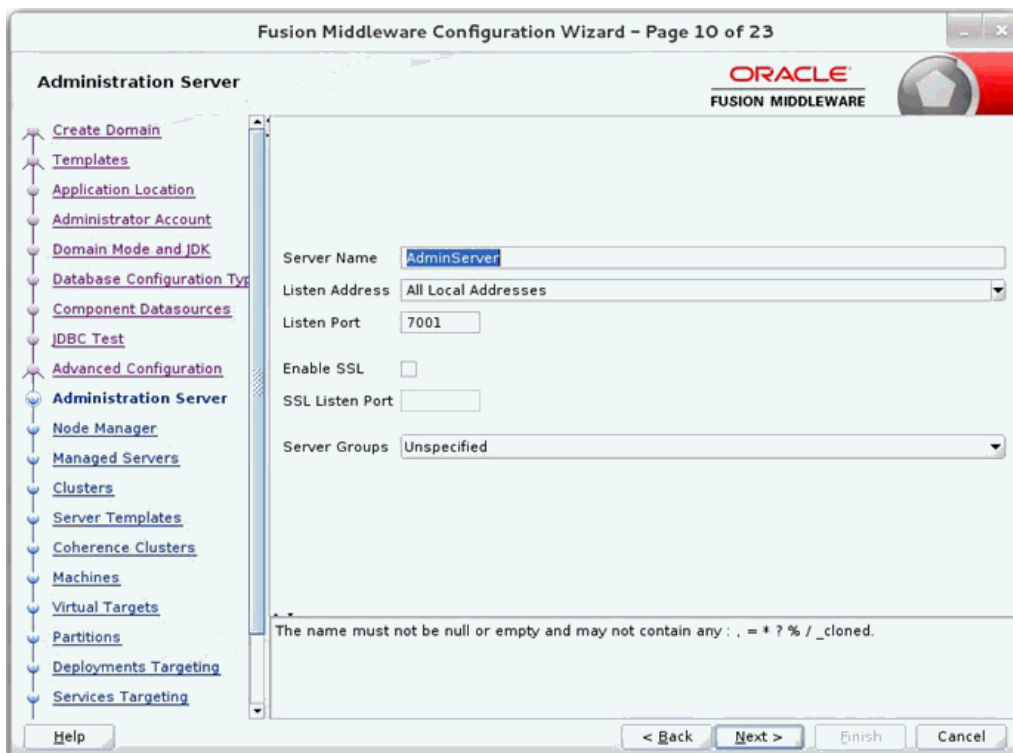 Fusion Middleware Configuration Wizard - Page 10 of 23
Administration Server
ORACLE
FUSION MIDDLEWARE
Create Domain
Templates
Application Location
Administrator Account
Domain Mode and JDK
Database Configuration Typ
Component Datasources
JDBC Test
Advanced Configuration
Administration Server
Node Manager
Managed Servers
Clusters
Server Templates
Coherence Clusters
Machines
Virtual Targets
Partitions
Deployments Targeting
Services Targeting
Server Name AdminServer
Listen Address All Local Addresses
Listen Port 7001
Enable SSL
SSL Listen Port
Server Groups Unspecified
The name must not be null or empty and may not contain any : , = * ? % / _cloned.
Help < Back Next > Finish Cancel